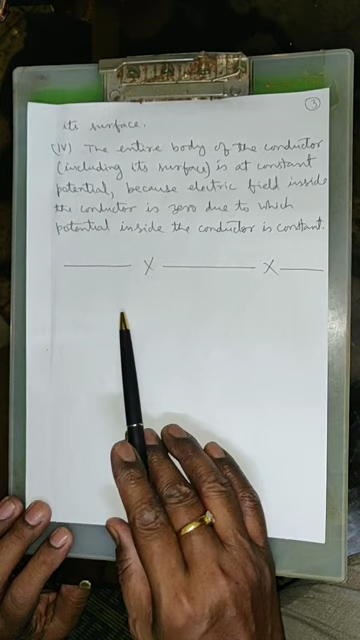 ③
its surface.
(iv) The entire body of the conductor
(including its surface) is at constant
potential, because electric field inside
the conductor is zero due to which
potential inside the conductor is constant.
—— X —— X ——